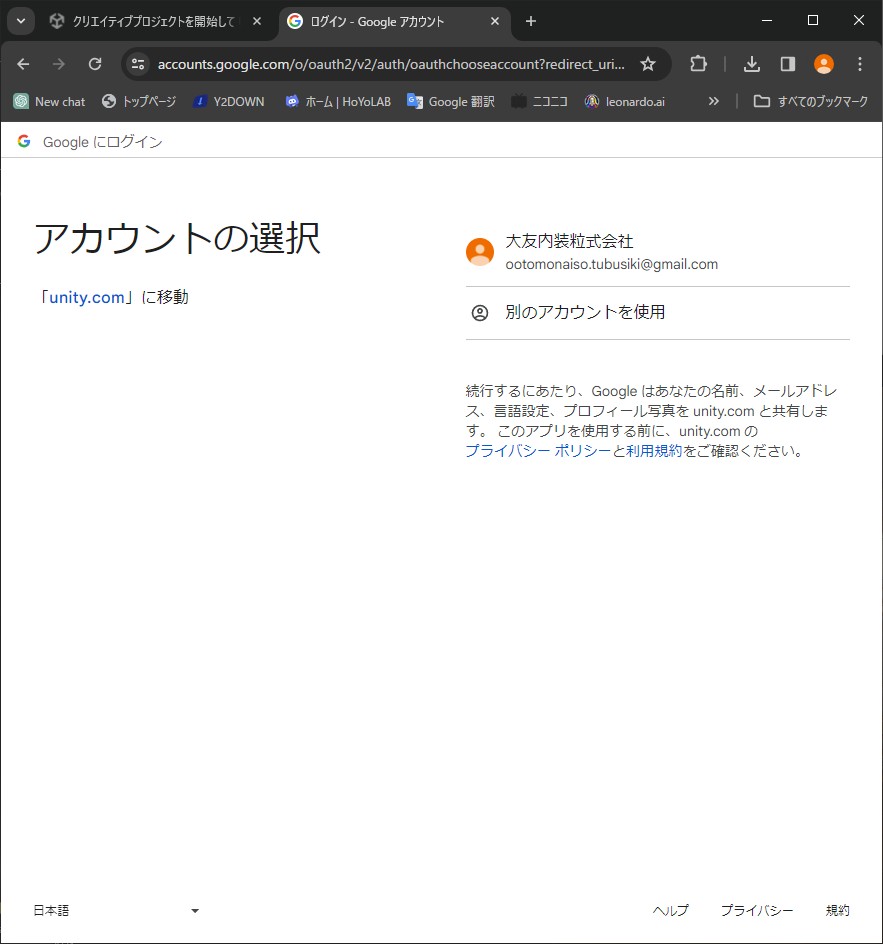 クリエイティブプロジェクトを開始して
ログイン - Google アカウント
accounts.google.com/o/oauth2/v2/auth/oauthchooseaccount?redirect_uri...
New chat
トップページ
Y2DOWN
ホーム | HoYoLAB
Google 翻訳
ニコニコ
leonardo.ai
すべてのブックマーク
Google にログイン
アカウントの選択
「unity.com」に移動
大友内装粒式会社
ootomonaiso.tubusiki@gmail.com
別のアカウントを使用
続行するにあたり、Google はあなたの名前、メールアドレ
ス、言語設定、プロフィール写真を unity.com と共有しま
す。 このアプリを使用する前に、unity.com の
プライバシー ポリシーと利用規約をご確認ください。
日本語
ヘルプ
プライバシー
規約